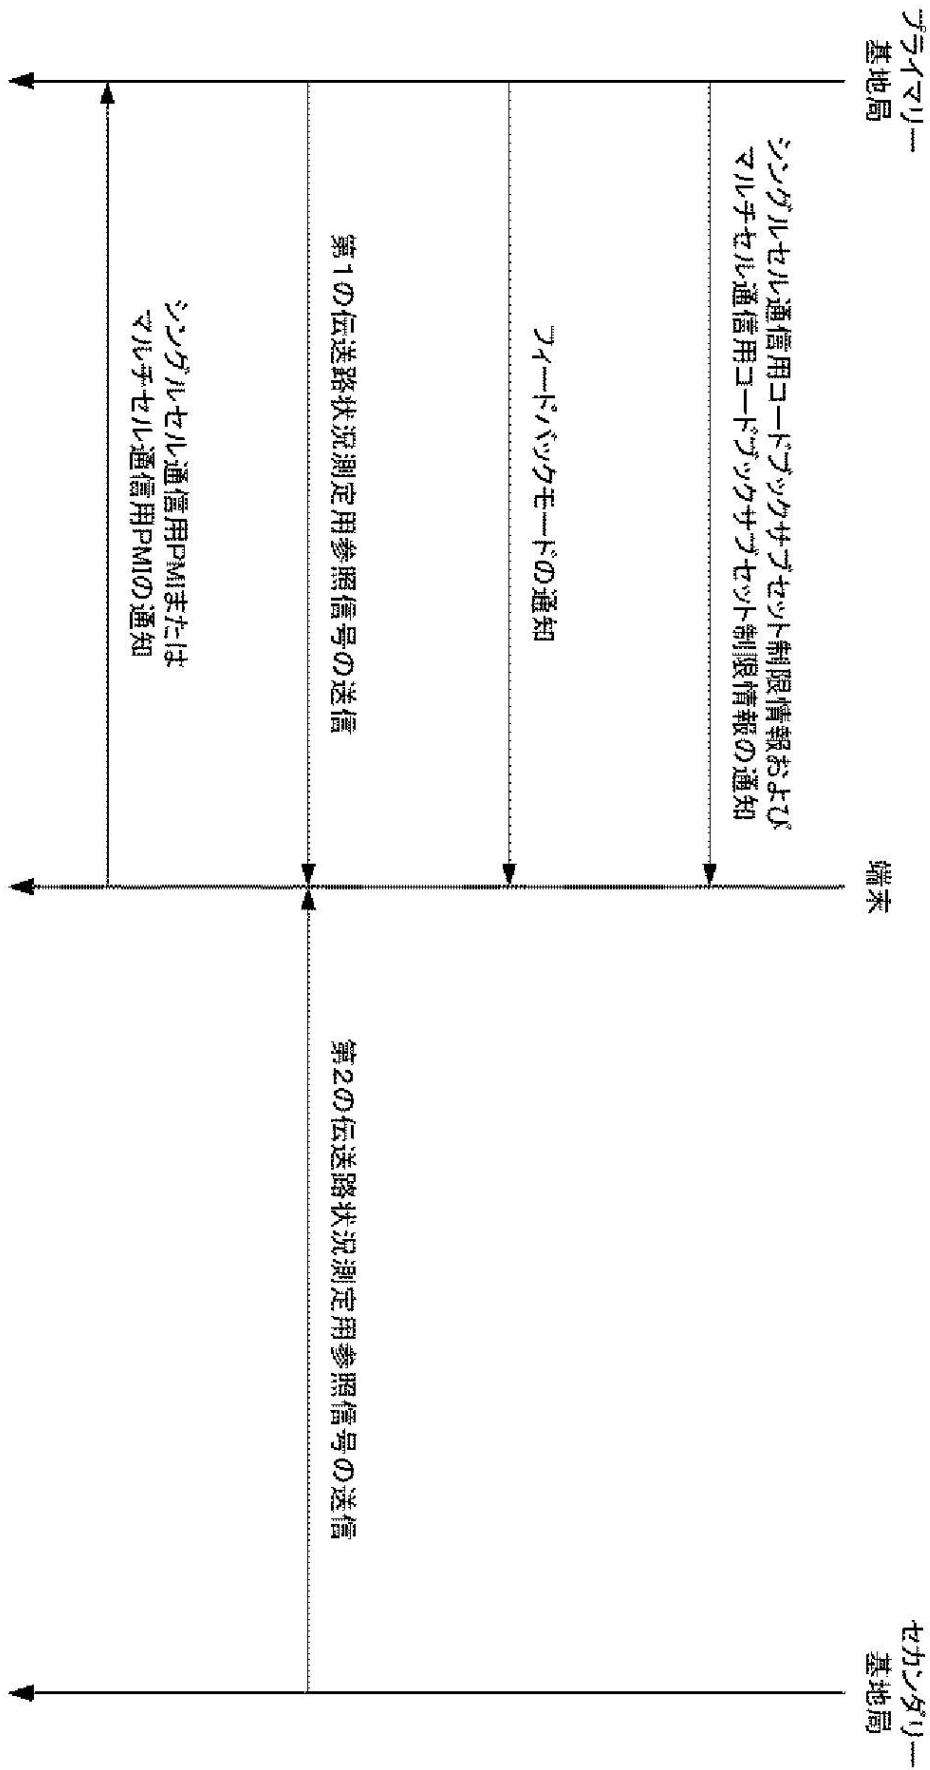 プライマリー
基地局
端末
セカンダリー
基地局
シングルセル通信用コードブックサブセット制限情報および
マルチセル通信用コードブックサブセット制限情報の通知
フィードバックモードの通知
第1の伝送路状況測定用参照信号の送信
第2の伝送路状況測定用参照信号の送信
シングルセル通信用PMIまたは
マルチセル通信用PMIの通知